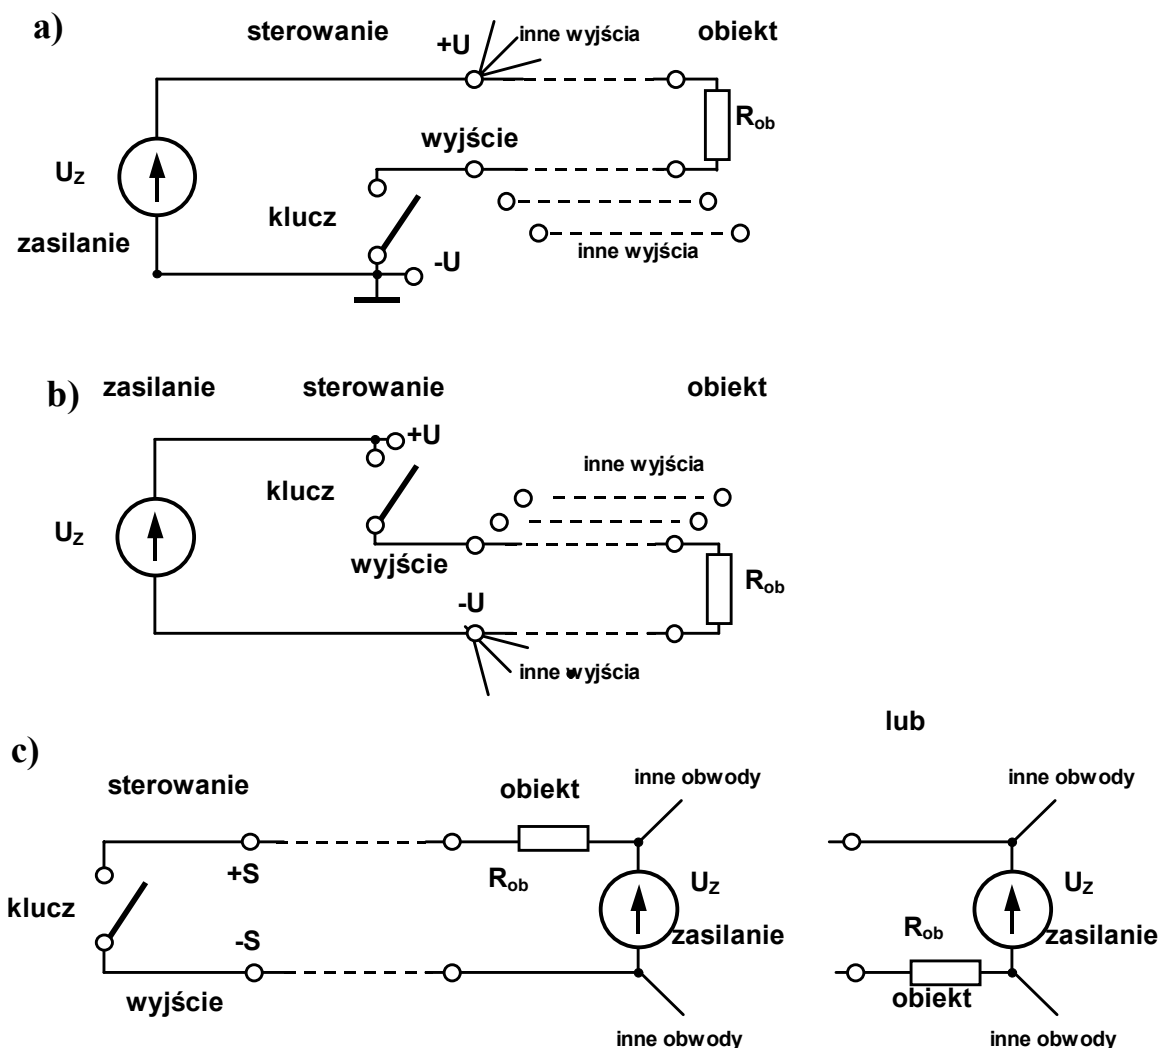 a)
sterowanie
+U
inne wyjścia
obiekt
R_ob
wyjście
U_Z
klucz
zasilanie
-U
inne wyjścia
b)
zasilanie
sterowanie
obiekt
+U
inne wyjścia
klucz
U_Z
wyjście
R_ob
-U
inne wyjścia
lub
c)
sterowanie
obiekt
inne obwody
inne obwody
+S
R_ob
U_Z
U_Z
klucz
-S
zasilanie
R_ob
zasilanie
wyjście
obiekt
inne obwody
inne obwody